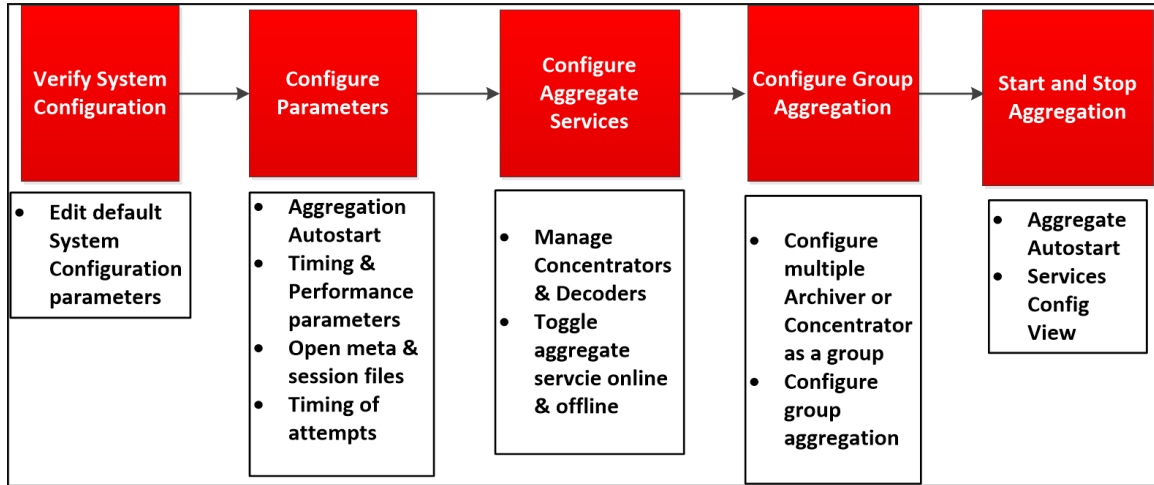 Verify System
Configuration
Configure
Parameters
Configure
Aggregate
Services
Configure Group
Aggregation
Start and Stop
Aggregation
• Edit default
System
Configuration
parameters
• Aggregation
Autostart
• Timing &
Performance
parameters
• Open meta &
session files
• Timing of
attempts
• Manage
Concentrators
& Decoders
• Toggle
aggregate
servcie online
& offline
• Configure
multiple
Archiver or
Concentrator
as a group
• Configure
group
aggregation
• Aggregate
Autostart
• Services
Config
View